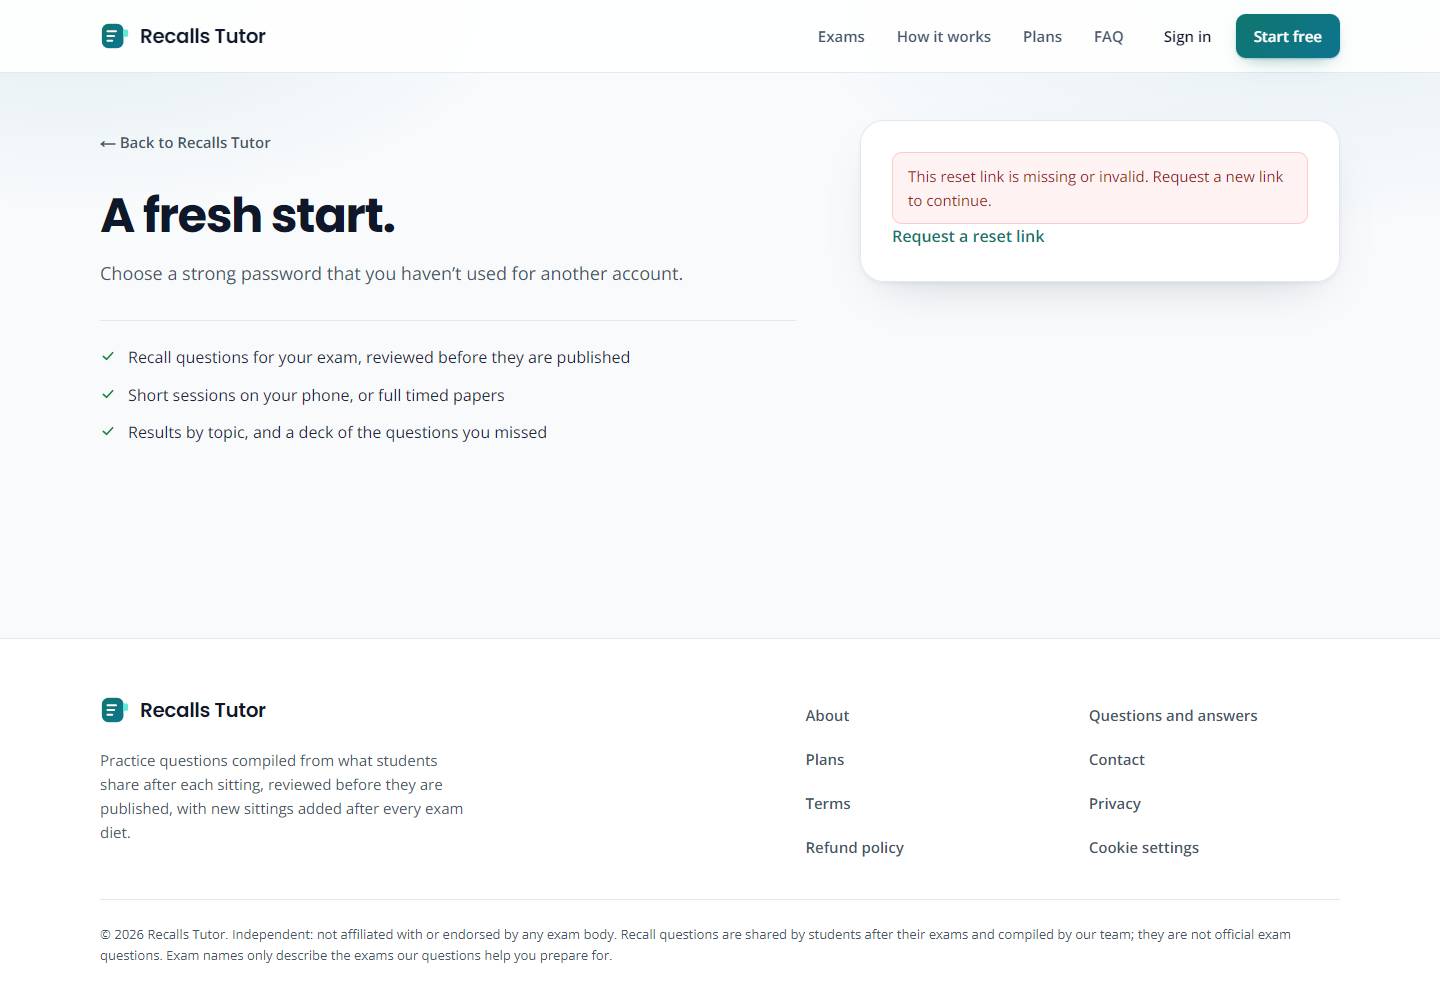 Recalls Tutor
Exams
How it works
Plans
FAQ
Sign in
Start free
← Back to Recalls Tutor
A fresh start.
Choose a strong password that you haven’t used for another account.
Recall questions for your exam, reviewed before they are published
Short sessions on your phone, or full timed papers
Results by topic, and a deck of the questions you missed
This reset link is missing or invalid. Request a new link
to continue.
Request a reset link
Recalls Tutor
Practice questions compiled from what students
share after each sitting, reviewed before they are
published, with new sittings added after every exam
diet.
About
Questions and answers
Plans
Contact
Terms
Privacy
Refund policy
Cookie settings
© 2026 Recalls Tutor. Independent: not affiliated with or endorsed by any exam body. Recall questions are shared by students after their exams and compiled by our team; they are not official exam
questions. Exam names only describe the exams our questions help you prepare for.